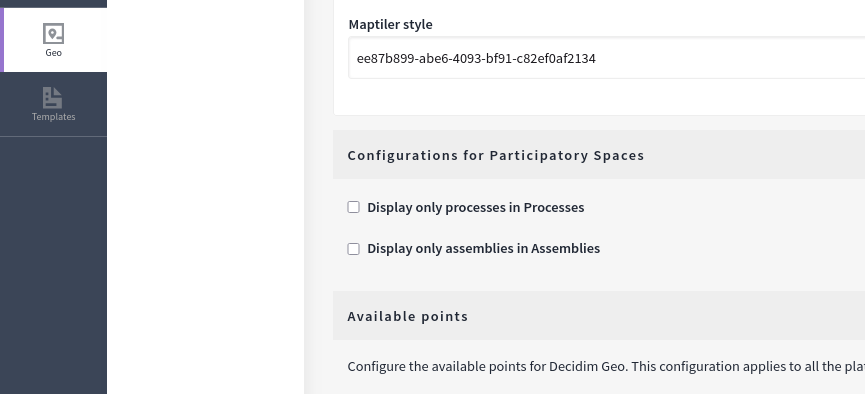 Geo
Templates
Maptiler style
ee87b899-abe6-4093-bf91-c82ef0af2134
Configurations for Participatory Spaces
Display only processes in Processes
Display only assemblies in Assemblies
Available points
Configure the available points for Decidim Geo. This configuration applies to all the